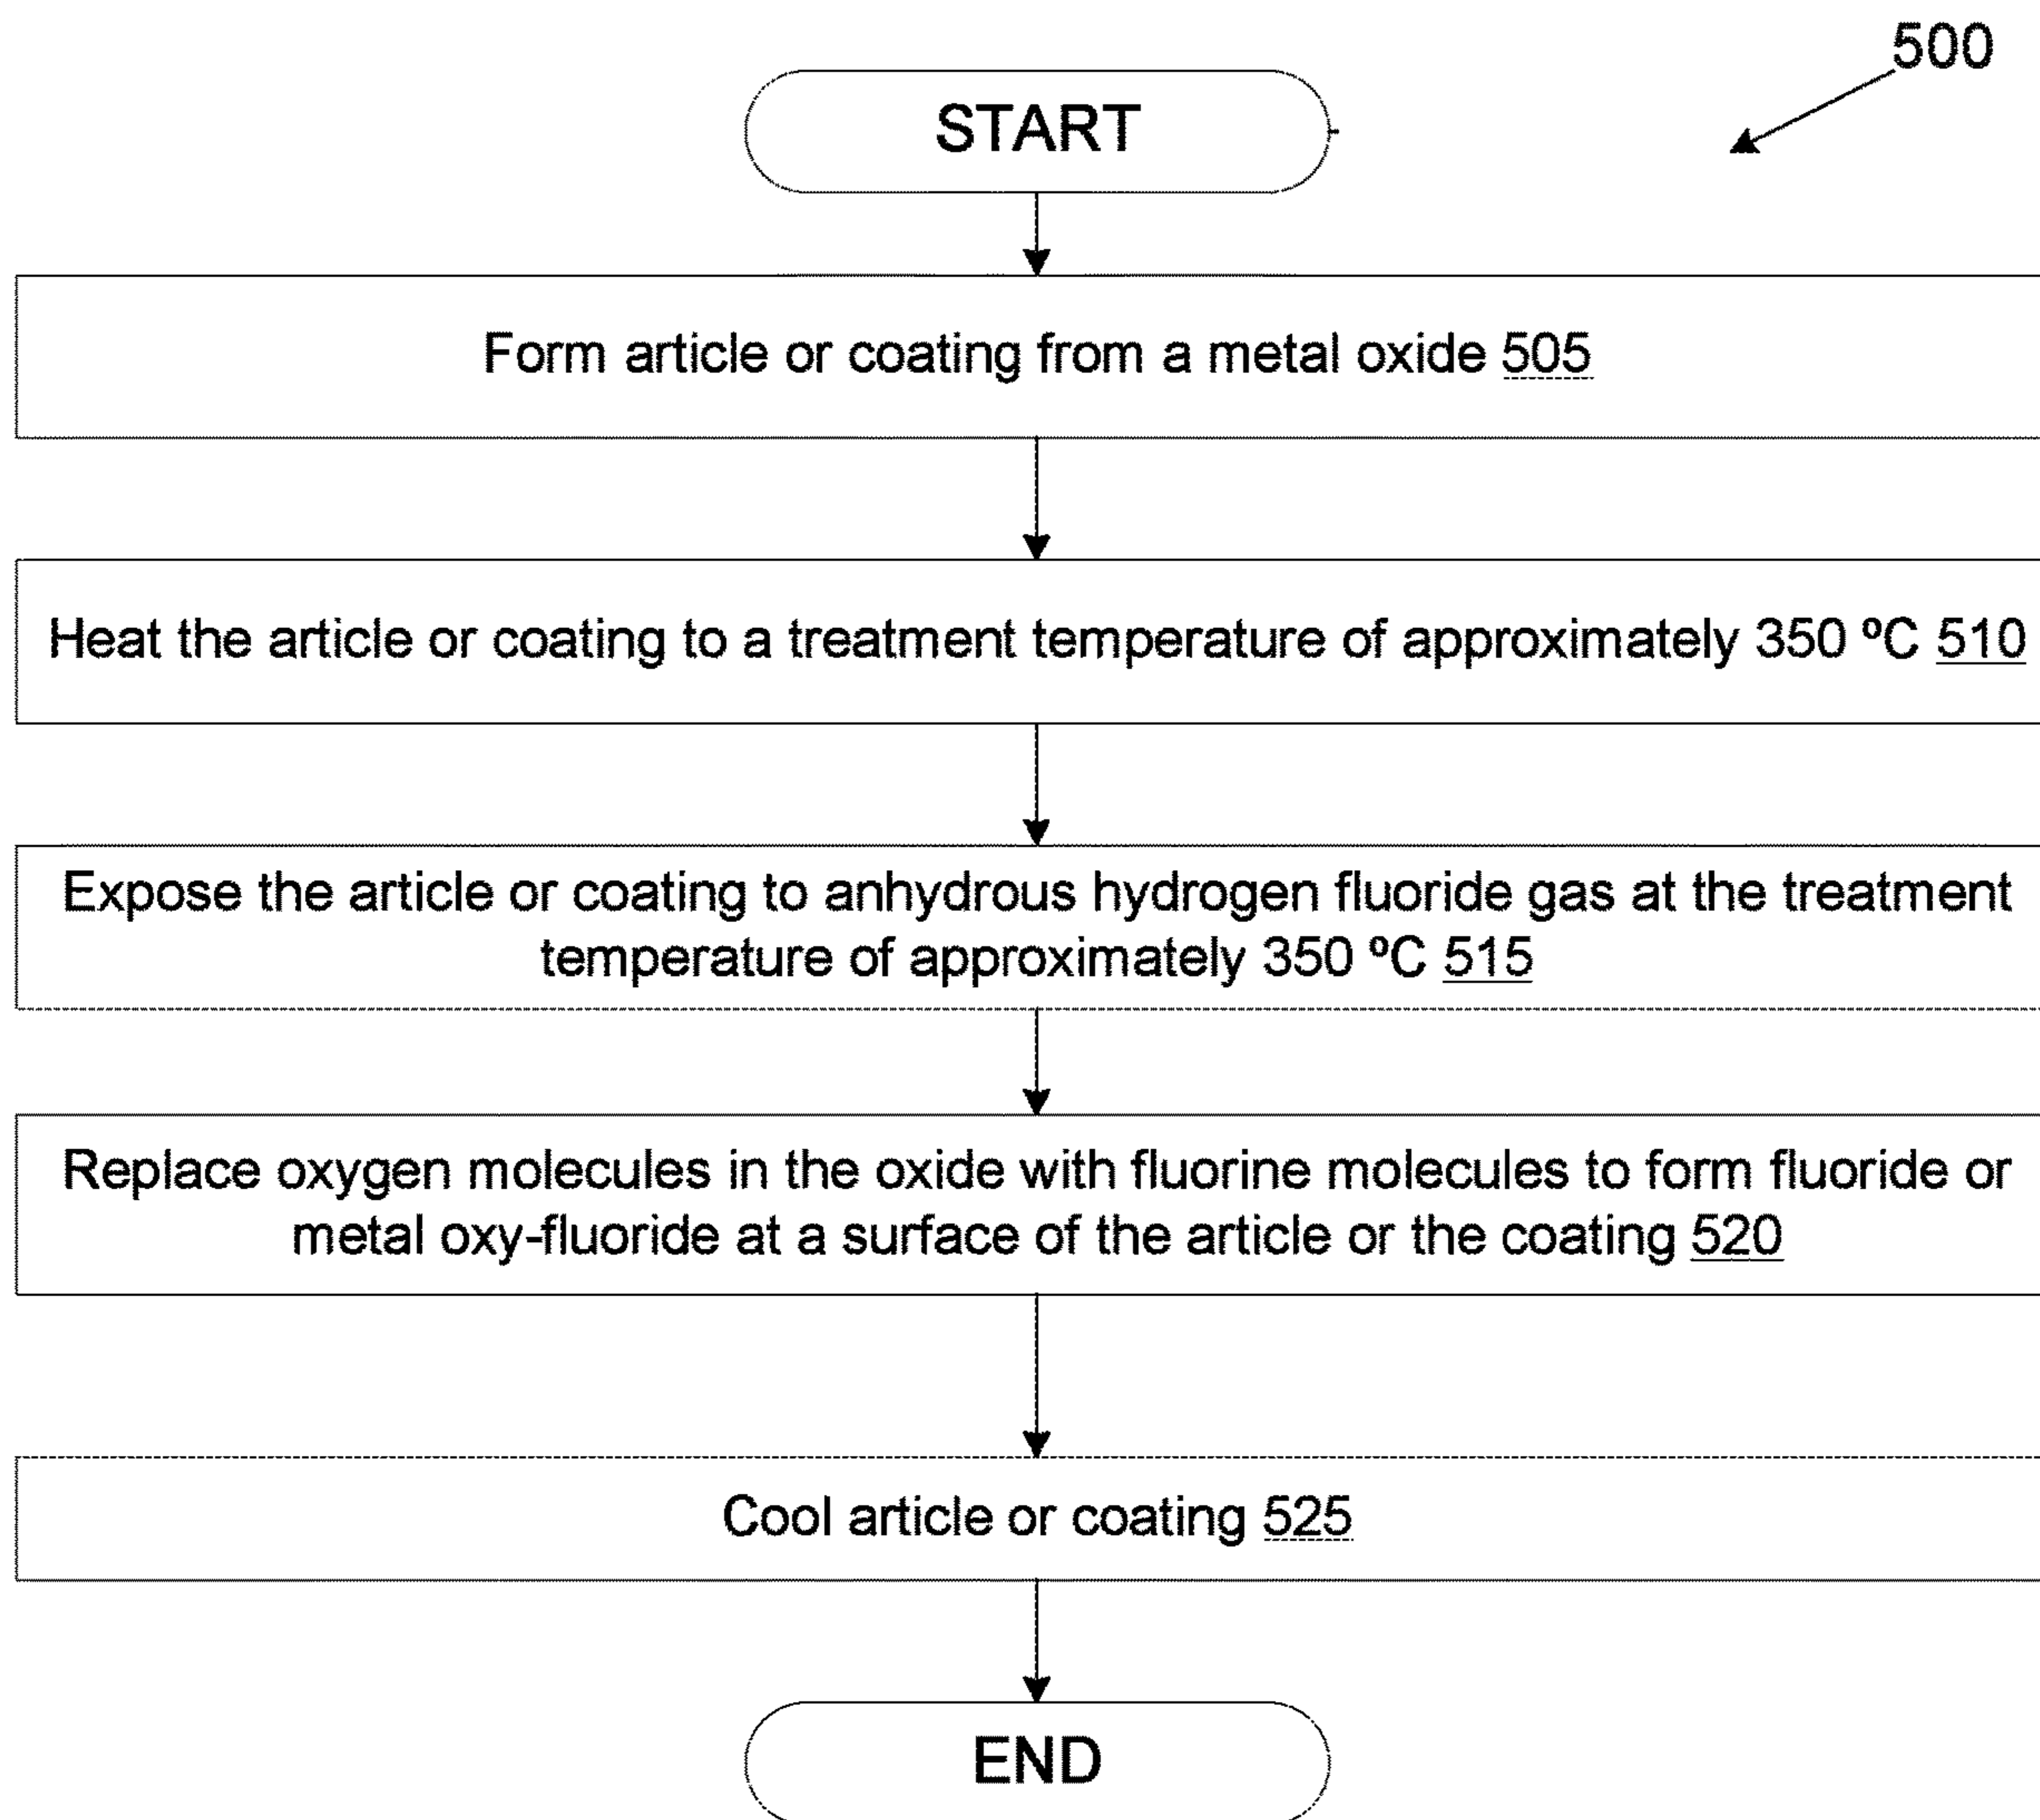 500
START
Form article or coating from a metal oxide 505
Heat the article or coating to a treatment temperature of approximately 350 ºC 510
Expose the article or coating to anhydrous hydrogen fluoride gas at the treatment
temperature of approximately 350 ºC 515
Replace oxygen molecules in the oxide with fluorine molecules to form fluoride or
metal oxy-fluoride at a surface of the article or the coating 520
Cool article or coating 525
END